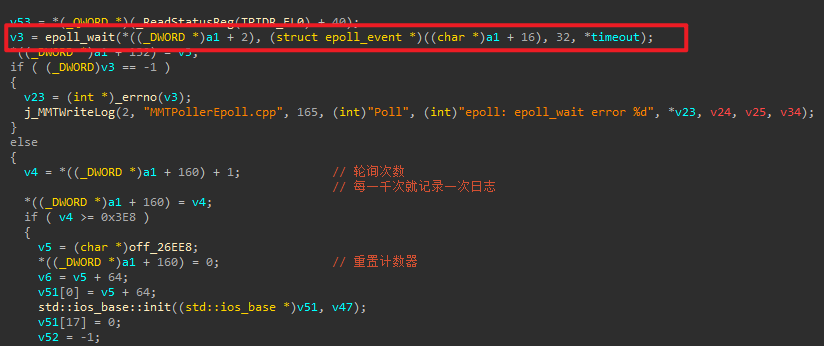 v53 = *(_QWORD *)(_ReadStatusReg(TPIDR_EL0) + 40);
v3 = epoll_wait(*((_DWORD *)a1 + 2), (struct epoll_event *)((char *)a1 + 16), 32, *timeout);
*((_DWORD *)a1 + 132) = v3;
if ( (_DWORD)v3 == -1 )
{
v23 = (int *)_errno(v3);
j_MMTWriteLog(2, "MMTPollerEpoll.cpp", 165, (int)"Poll", (int)"epoll: epoll_wait error %d", *v23, v24, v25, v34);
}
else
{
v4 = *((_DWORD *)a1 + 160) + 1; // 轮询次数
// 每一千次就记录一次日志
*((_DWORD *)a1 + 160) = v4;
if ( v4 >= 0x3E8 )
{
v5 = (char *)off_26EE8;
*((_DWORD *)a1 + 160) = 0; // 重置计数器
v6 = v5 + 64;
v51[0] = v5 + 64;
std::ios_base::init((std::ios_base *)v51, v47);
v51[17] = 0;
v52 = -1;